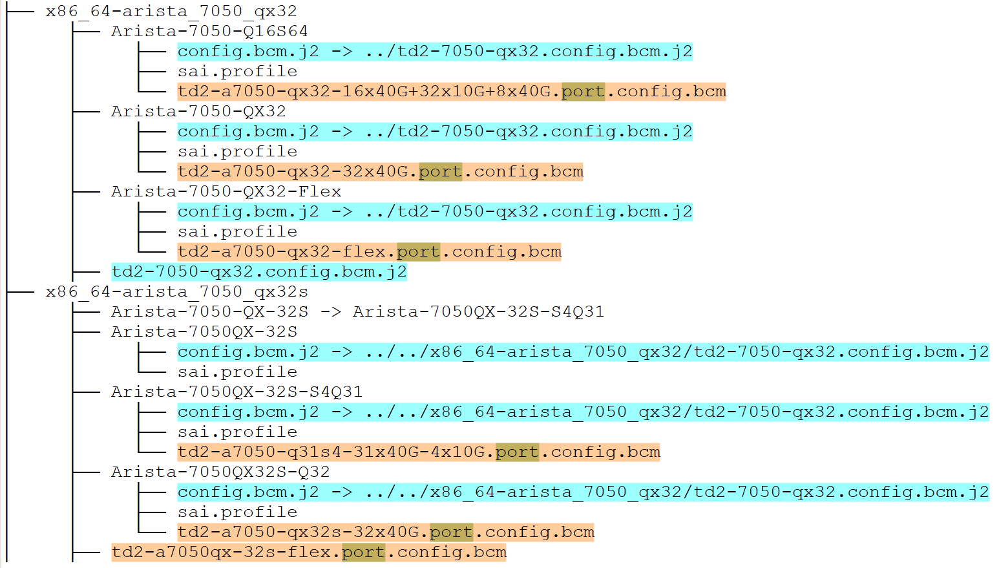 x86_64-arista_7050_qx32
Arista-7050-Q16S64
config.bcm.j2 -> ../td2-7050-qx32.config.bcm.j2
sai.profile
td2-a7050-qx32-16x40G+32x10G+8x40G.port.config.bcm
Arista-7050-QX32
config.bcm.j2 -> ../td2-7050-qx32.config.bcm.j2
sai.profile
td2-a7050-qx32-32x40G.port.config.bcm
Arista-7050-QX32-Flex
config.bcm.j2 -> ../td2-7050-qx32.config.bcm.j2
sai.profile
td2-a7050-qx32-flex.port.config.bcm
td2-7050-qx32.config.bcm.j2
x86_64-arista_7050_qx32s
Arista-7050-QX-32S -> Arista-7050QX-32S-S4Q31
Arista-7050QX-32S
config.bcm.j2 -> ../../x86_64-arista_7050_qx32/td2-7050-qx32.config.bcm.j2
sai.profile
Arista-7050QX-32S-S4Q31
config.bcm.j2 -> ../../x86_64-arista_7050_qx32/td2-7050-qx32.config.bcm.j2
sai.profile
td2-a7050-q31s4-31x40G-4x10G.port.config.bcm
Arista-7050QX32S-Q32
config.bcm.j2 -> ../../x86_64-arista_7050_qx32/td2-7050-qx32.config.bcm.j2
sai.profile
td2-a7050-qx32s-32x40G.port.config.bcm
td2-a7050qx-32s-flex.port.config.bcm